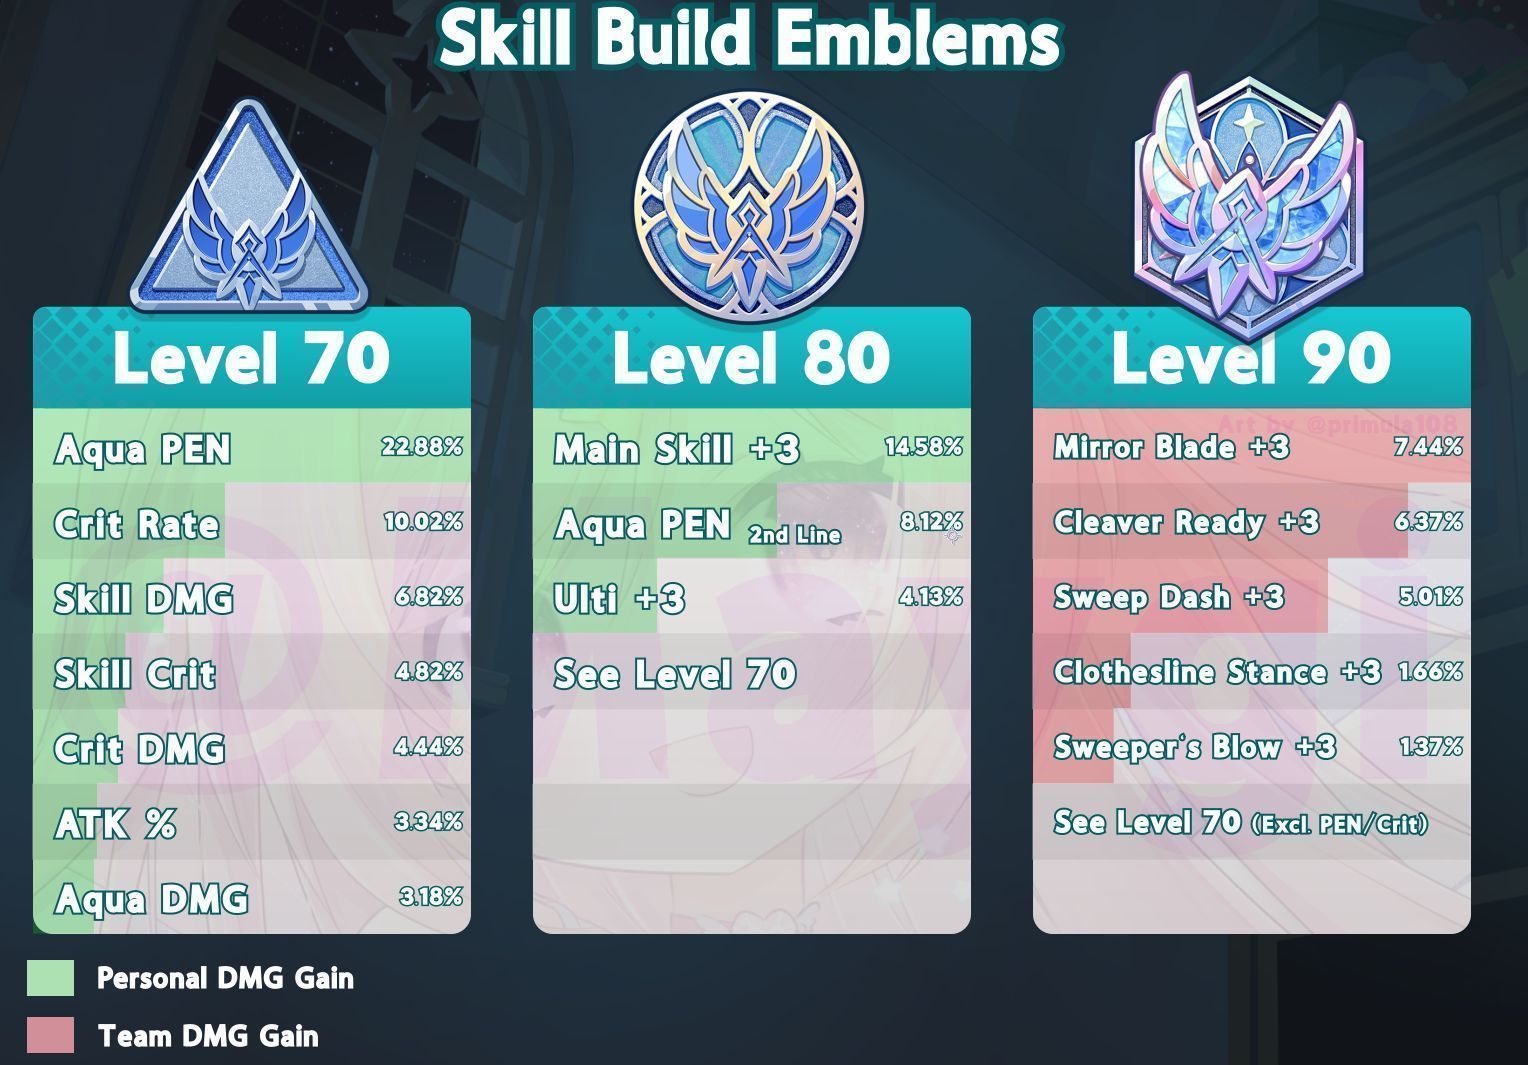 Skill Build Emblems
Level 70
Aqua PEN 22.88%
Crit Rate 10.02%
Skill DMG 6.82%
Skill Crit 4.82%
Crit DMG 4.44%
ATK % 3.34%
Aqua DMG 3.18%
Level 80
Main Skill +3 14.58%
Aqua PEN 2nd Line 8.12%
Ulti +3 4.13%
See Level 70
Level 90
Art by @primula108
Mirror Blade +3 7.44%
Cleaver Ready +3 6.37%
Sweep Dash +3 5.01%
Clothesline Stance +3 1.66%
Sweeper's Blow +3 1.37%
See Level 70 (Excl. PEN/Crit)
Personal DMG Gain
Team DMG Gain